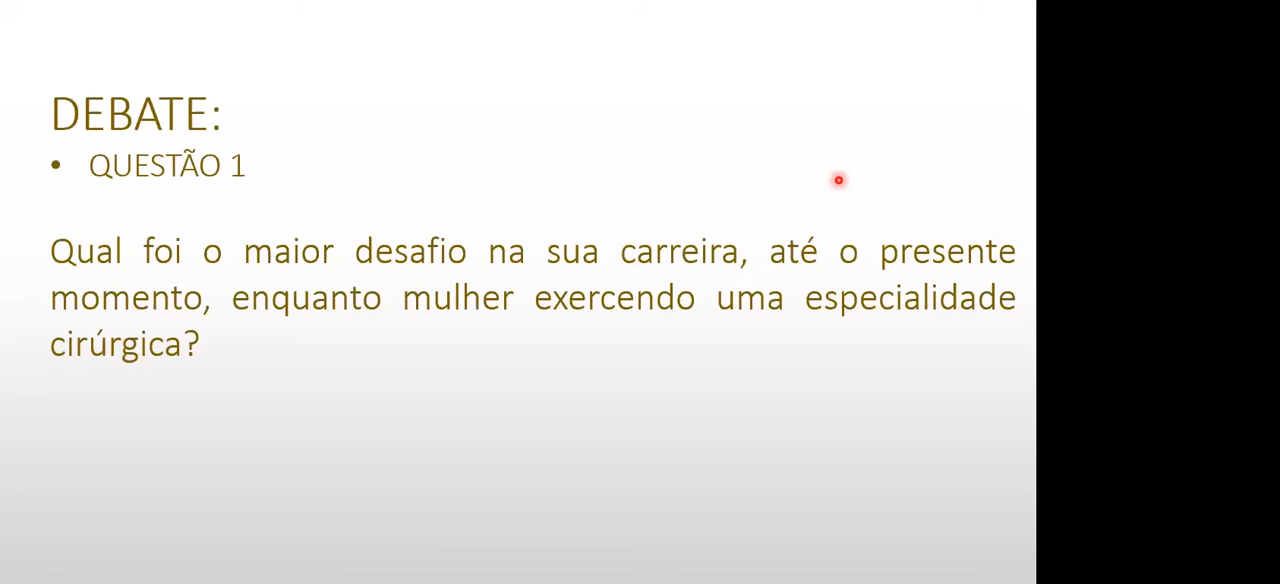 DEBATE:
• QUESTÃO 1
Qual foi o maior desafio na sua carreira, até o presente
momento, enquanto mulher exercendo uma especialidade
cirúrgica?